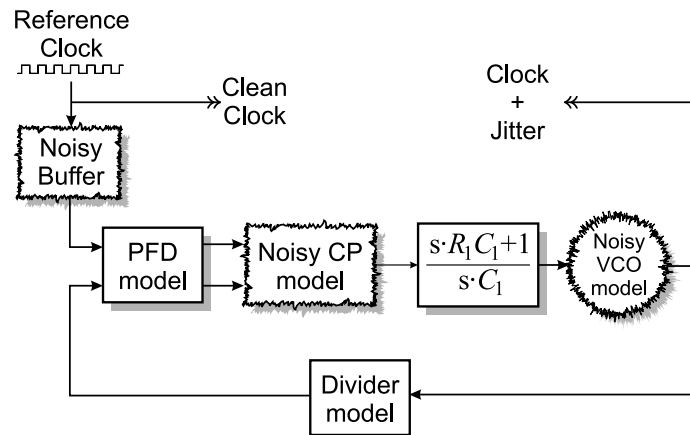 Reference
Clock
Clean
Clock
Clock
+
Jitter
Noisy
Buffer
PFD
model
Noisy CP
model
s·R₁C₁+1
s·C₁
Noisy
VCO
model
Divider
model